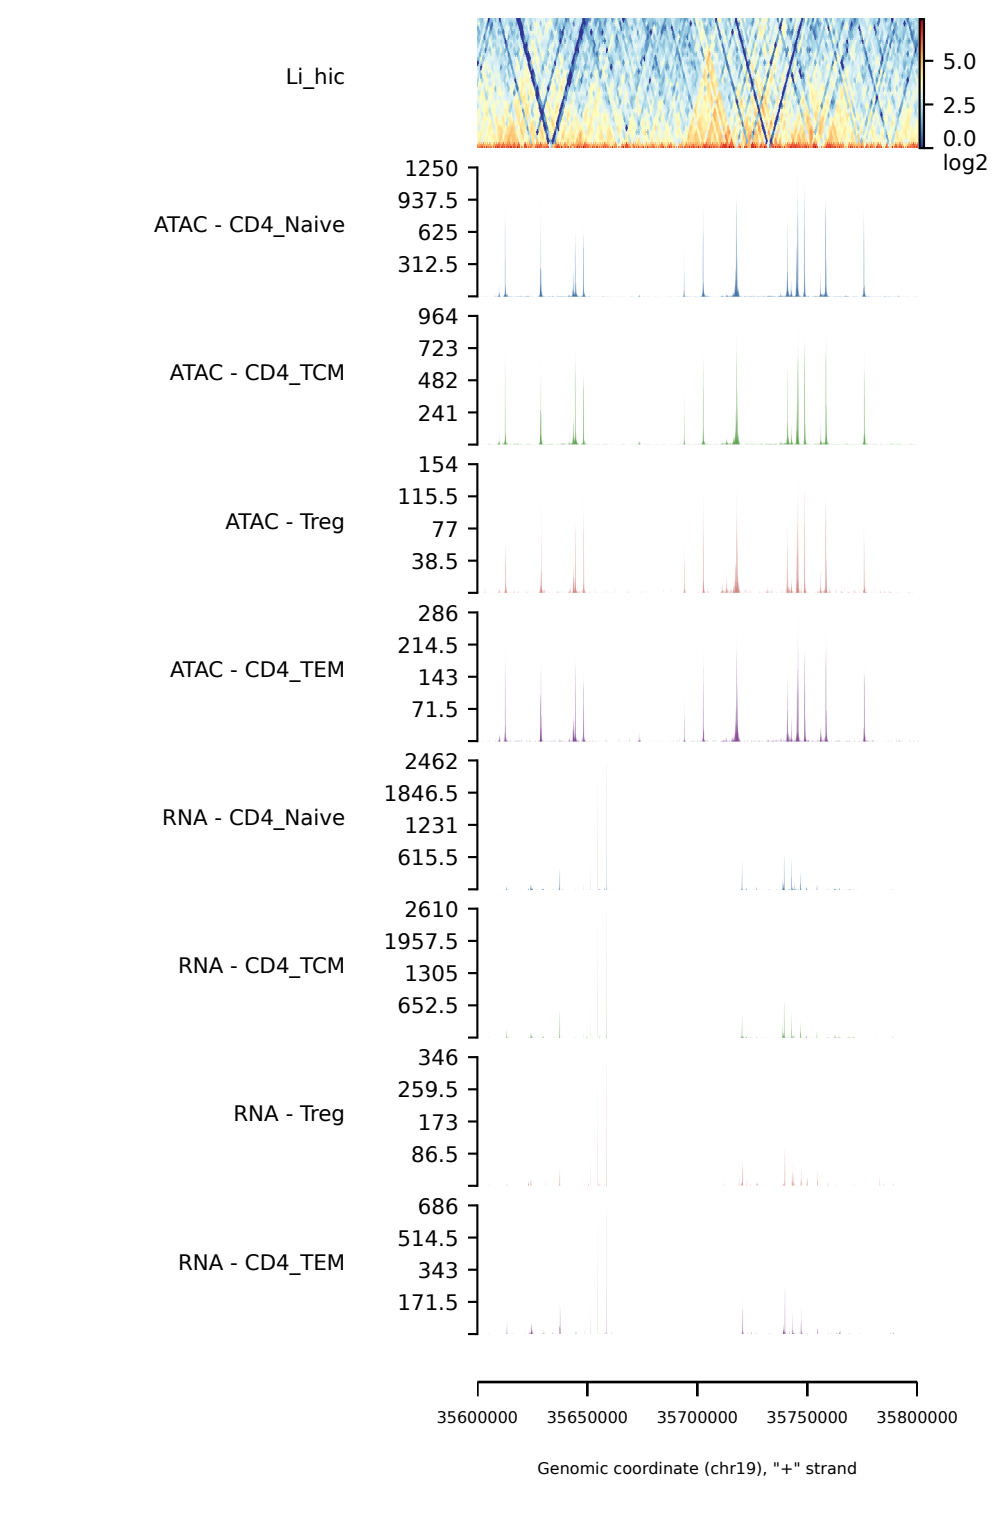 Li_hic
5.0
2.5
0.0
log2
ATAC - CD4_Naive
1250
937.5
625
312.5
ATAC - CD4_TCM
964
723
482
241
ATAC - Treg
154
115.5
77
38.5
ATAC - CD4_TEM
286
214.5
143
71.5
RNA - CD4_Naive
2462
1846.5
1231
615.5
RNA - CD4_TCM
2610
1957.5
1305
652.5
RNA - Treg
346
259.5
173
86.5
RNA - CD4_TEM
686
514.5
343
171.5
35600000 35650000 35700000 35750000 35800000
Genomic coordinate (chr19), "+" strand